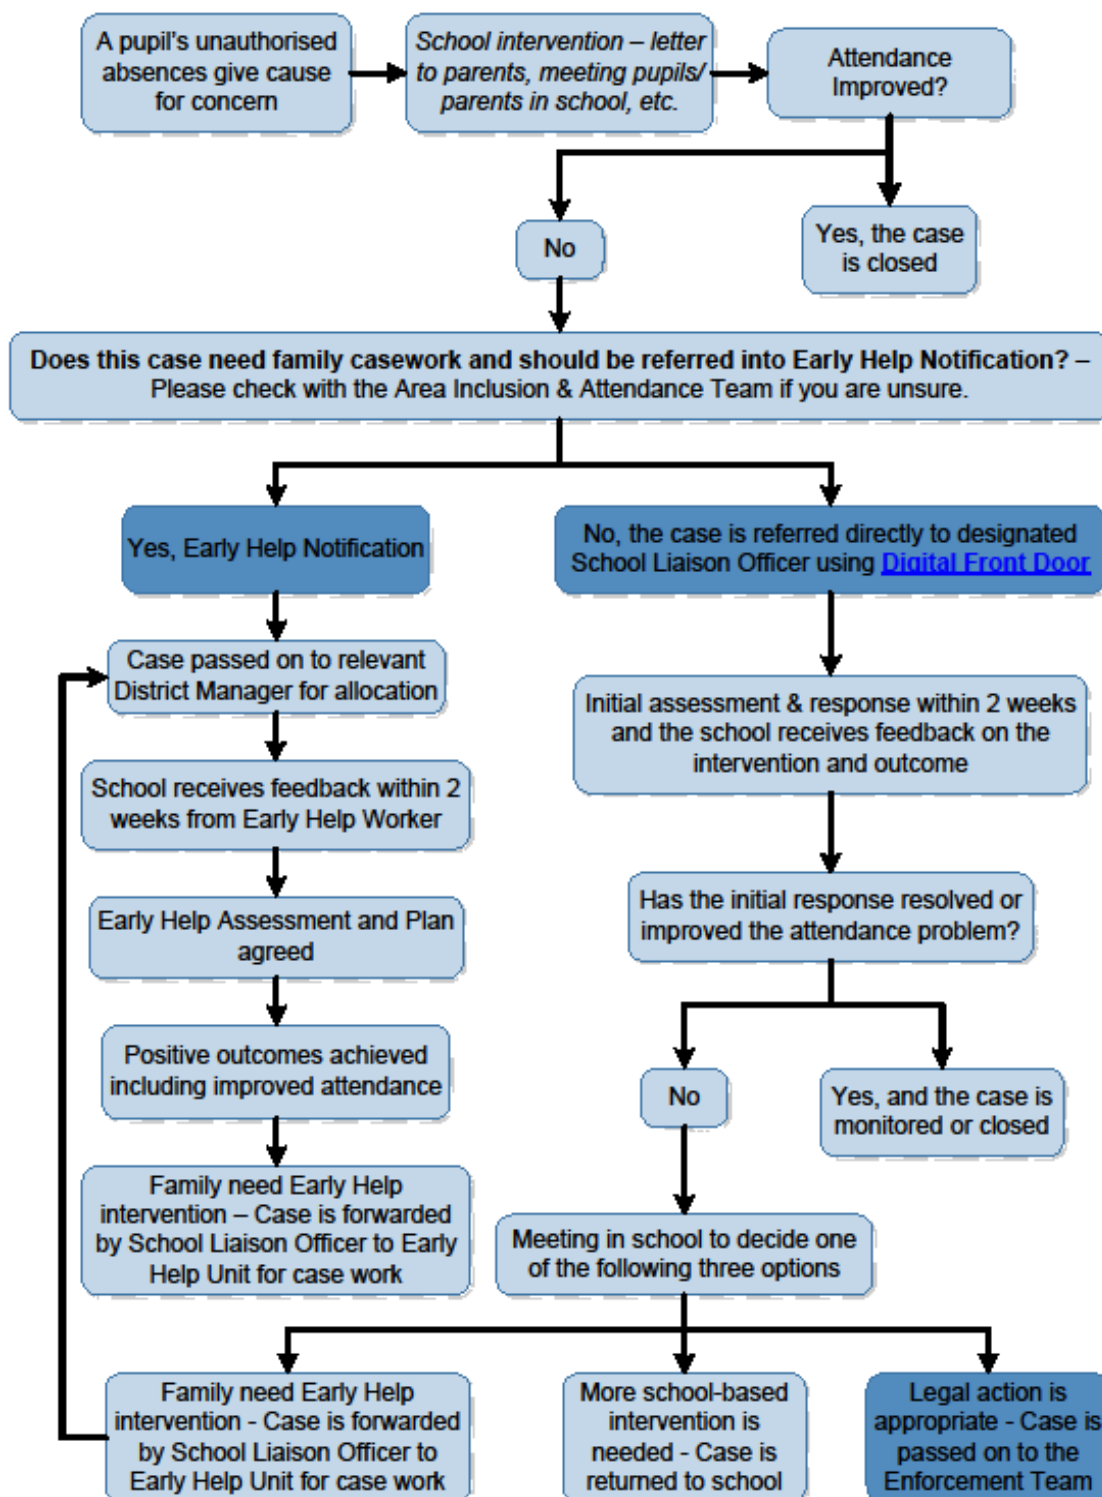 A pupil's unauthorised
absences give cause
for concern
School intervention – letter
to parents, meeting pupils/
parents in school, etc.
Attendance
Improved?
No
Yes, the case
is closed
Does this case need family casework and should be referred into Early Help Notification? –
Please check with the Area Inclusion & Attendance Team if you are unsure.
Yes, Early Help Notification
No, the case is referred directly to designated
School Liaison Officer using Digital Front Door
Case passed on to relevant
District Manager for allocation
Initial assessment & response within 2 weeks
and the school receives feedback on the
intervention and outcome
School receives feedback within 2
weeks from Early Help Worker
Has the initial response resolved or
improved the attendance problem?
Early Help Assessment and Plan
agreed
Positive outcomes achieved
including improved attendance
No
Yes, and the case is
monitored or closed
Family need Early Help
intervention – Case is forwarded
by School Liaison Officer to Early
Help Unit for case work
Meeting in school to decide one
of the following three options
Family need Early Help
intervention - Case is forwarded
by School Liaison Officer to
Early Help Unit for case work
More school-based
intervention is
needed - Case is
returned to school
Legal action is
appropriate - Case is
passed on to the
Enforcement Team